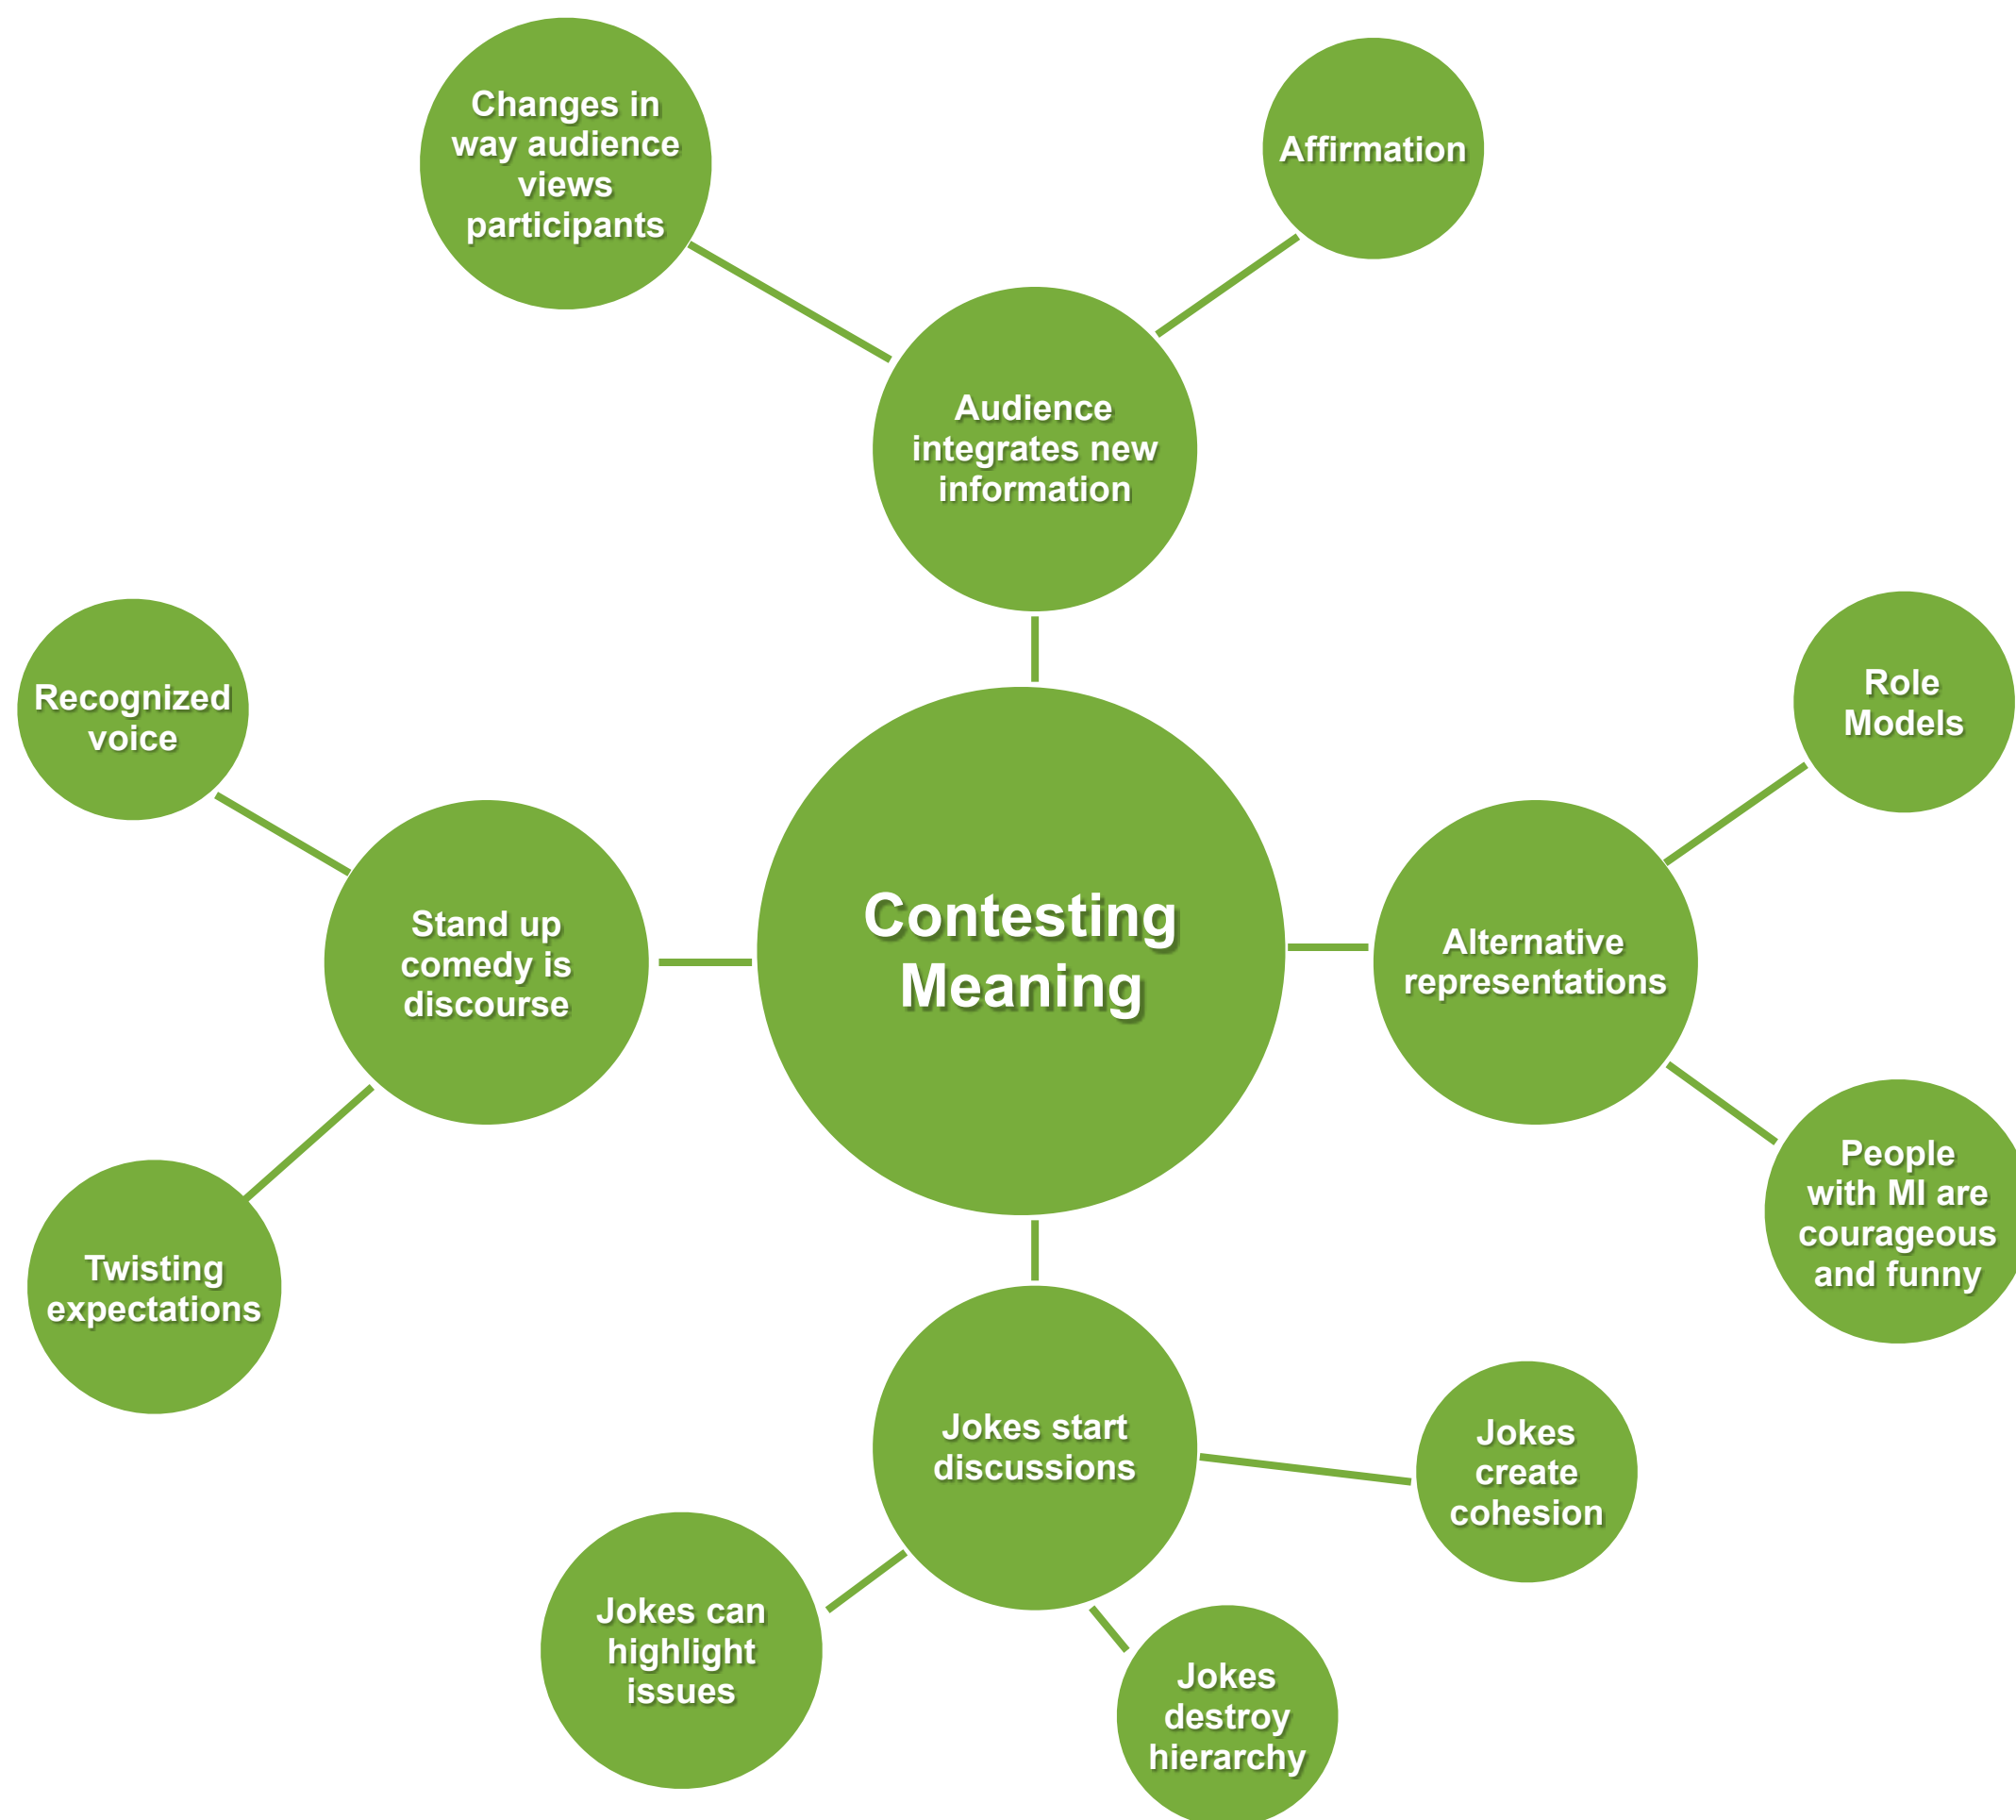 Changes in
way audience
views
participants
Affirmation
Audience
integrates new
information
Recognized
voice
Role
Models
Stand up
comedy is
discourse
Contesting
Meaning
Alternative
representations
People
with MI are
courageous
and funny
Twisting
expectations
Jokes start
discussions
Jokes
create
cohesion
Jokes can
highlight
issues
Jokes
destroy
hierarchy